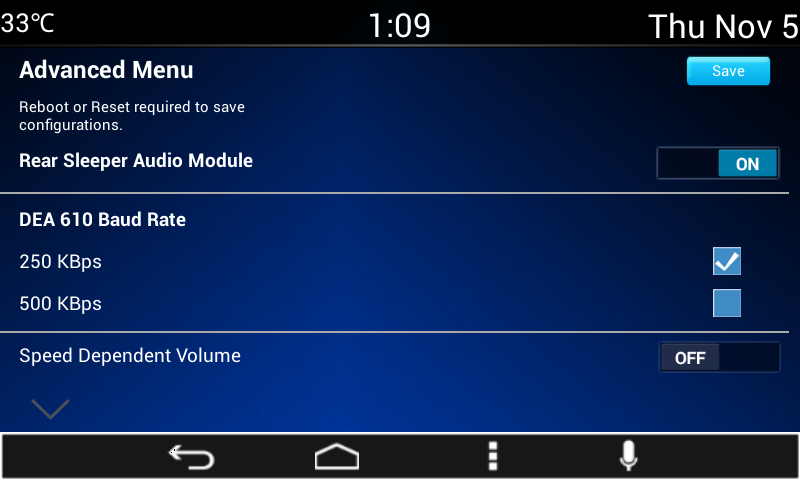 33℃ 1:09 Thu Nov 5
Advanced Menu Save
Reboot or Reset required to save
configurations.
Rear Sleeper Audio Module ON
DEA 610 Baud Rate
250 KBps
500 KBps
Speed Dependent Volume OFF